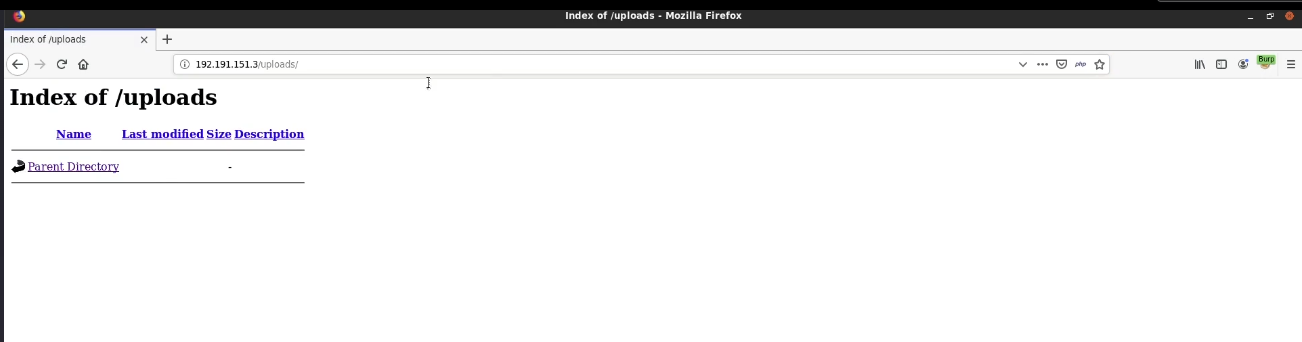 Index of /uploads - Mozilla Firefox
Index of /uploads
192.191.151.3/uploads/
php
Burp
Index of /uploads
Name Last modified Size Description
Parent Directory -